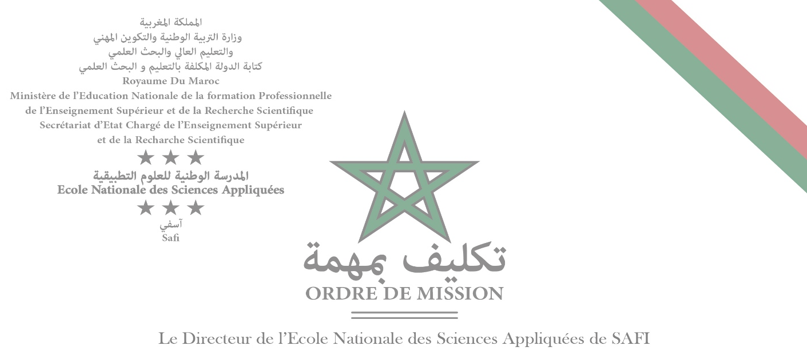 المملكة المغربية
وزارة التربية الوطنية والتكوين المهني
والتعليم العالي والبحث العلمي
كتابة الدولة المكلفة بالتعليم و البحث العلمي
Royaume Du Maroc
Ministère de l'Education Nationale de la formation Professionnelle
de l'Enseignement Supérieur et de la Recherche Scientifique
Secrétariat d'Etat Chargé de l'Enseignement Supérieur
et de la Recharche Scientifique
المدرسة الوطنية للعلوم التطبيقية
Ecole Nationale des Sciences Appliquées
آسفي
Safi
تكليف بمهمة
ORDRE DE MISSION
Le Directeur de l'Ecole Nationale des Sciences Appliquées de SAFI